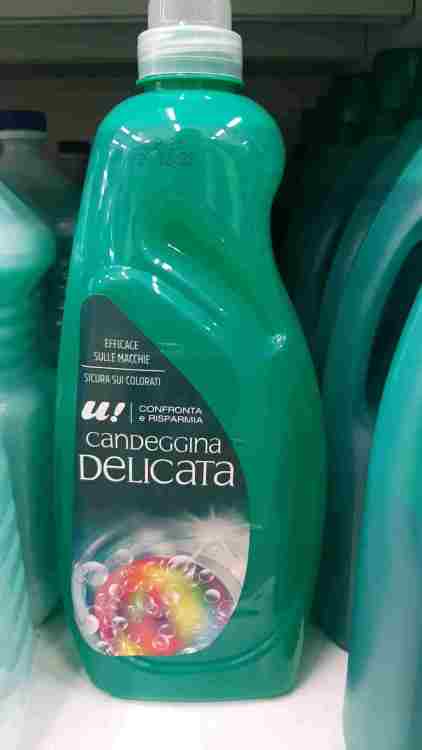 EFFICACE
SULLE MACCHIE
SICURA SUI COLORATI
u! CONFRONTA
e RISPARMIA
CANDEGGINA
DELICATA